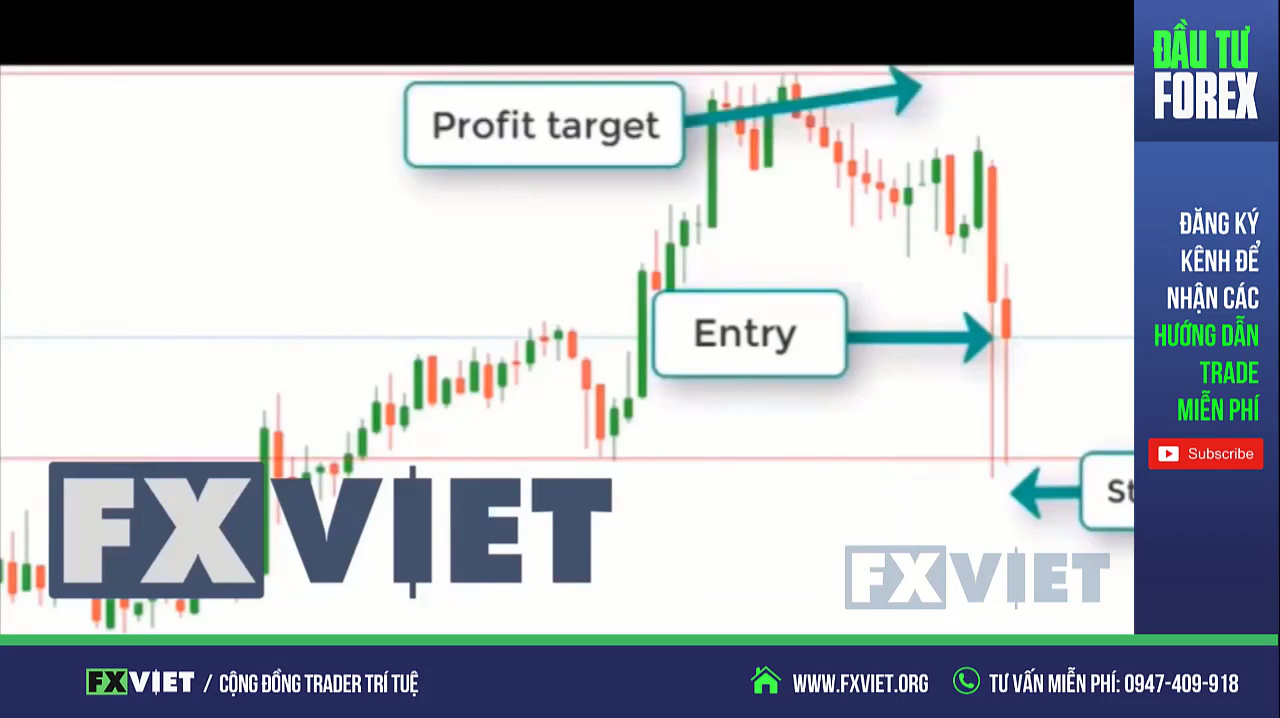 Profit target
Entry
St
FXVIET
FXVIET
ĐẦU TƯ
FOREX
ĐĂNG KÝ
KÊNH ĐỂ
NHẬN CÁC
HƯỚNG DẪN
TRADE
MIỄN PHÍ
Subscribe
FXVIET / CỘNG ĐỒNG TRADER TRÍ TUỆ
WWW.FXVIET.ORG
TƯ VẤN MIỄN PHÍ: 0947-409-918